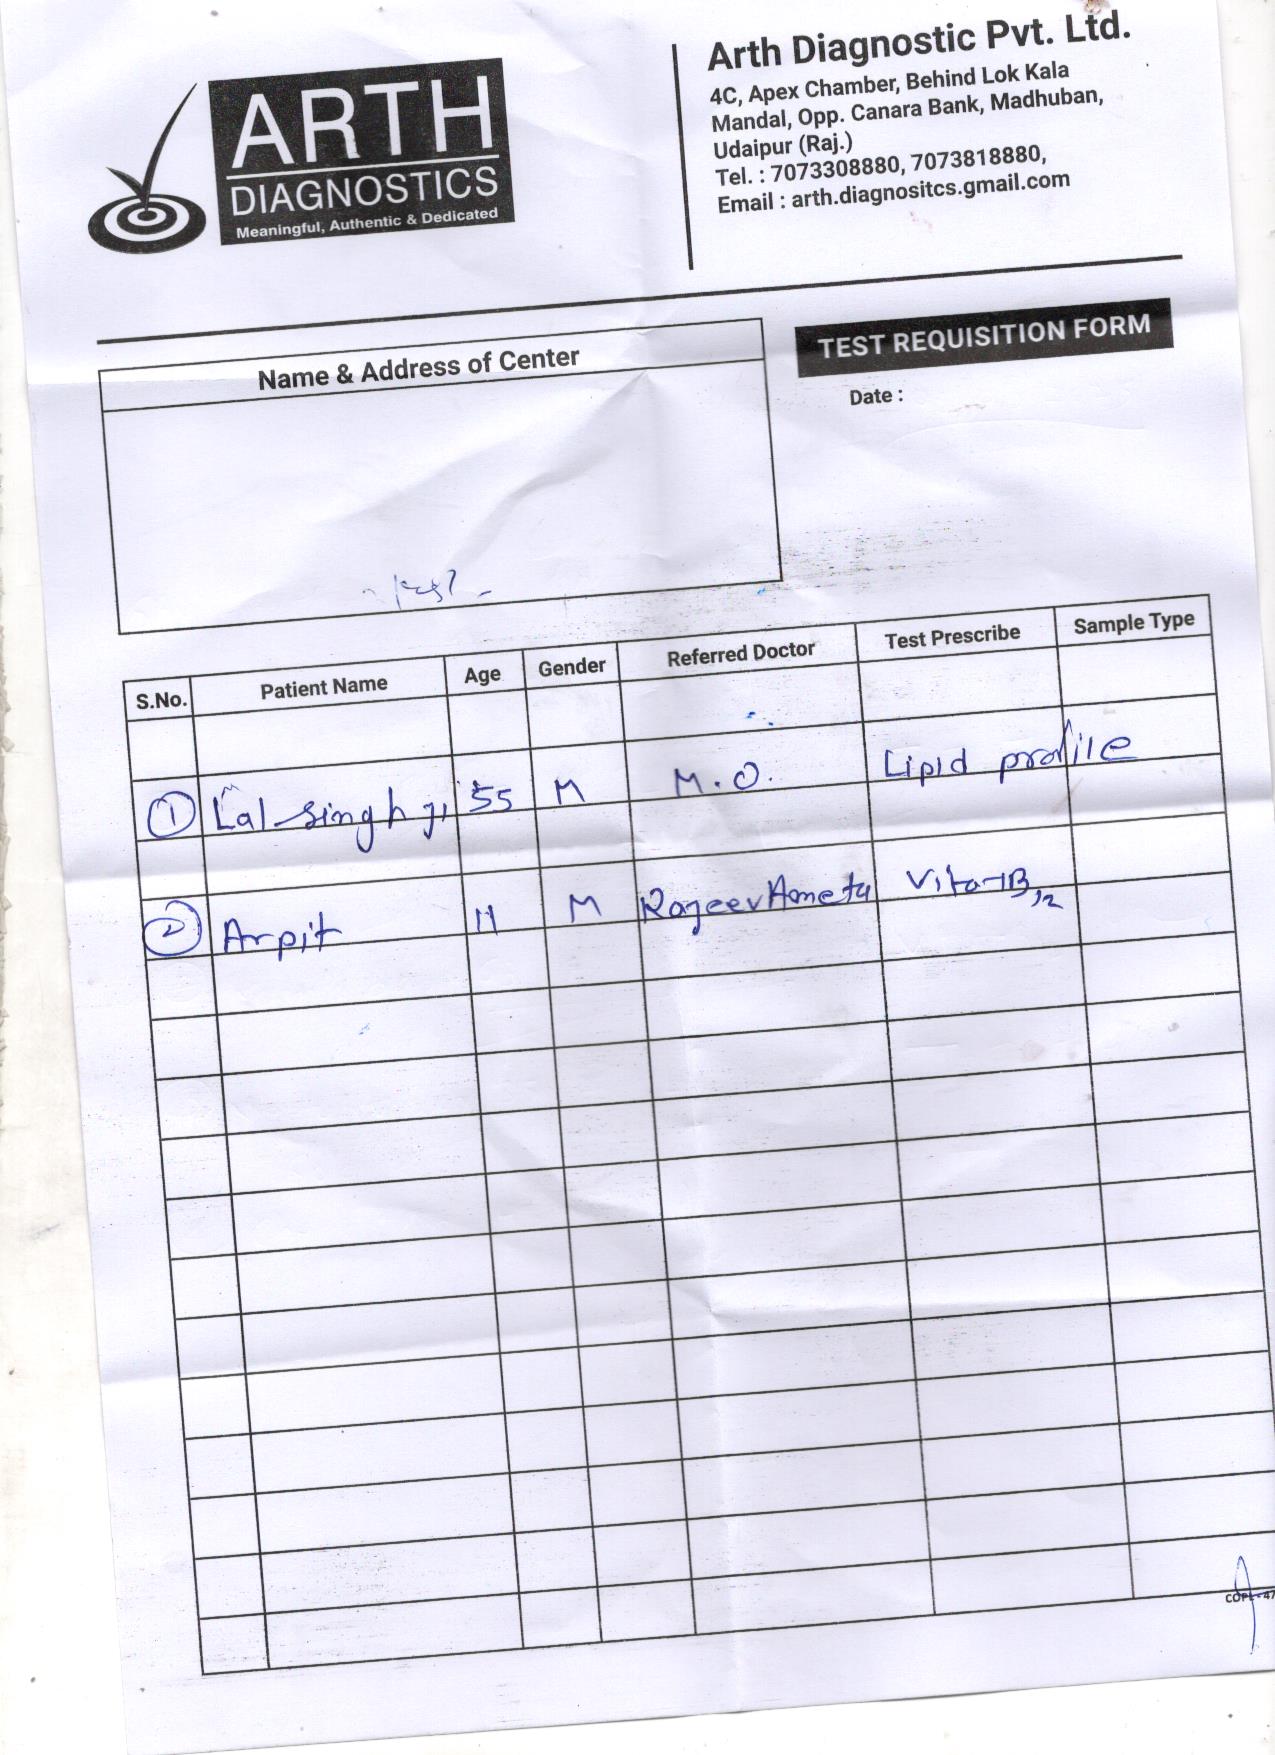 ARTH
DIAGNOSTICS
Meaningful, Authentic & Dedicated
Arth Diagnostic Pvt. Ltd.
4C, Apex Chamber, Behind Lok Kala
Mandal, Opp. Canara Bank, Madhuban,
Udaipur (Raj.)
Tel. : 7073308880, 7073818880,
Email : arth.diagnositcs.gmail.com
Name & Address of Center
TEST REQUISITION FORM
Date :
S.No. Patient Name Age Gender Referred Doctor Test Prescribe Sample Type
1 Lal Singh ji 55 M M.O. Lipid profile
2 Arpit M Rajeev Ameta Vita-B12